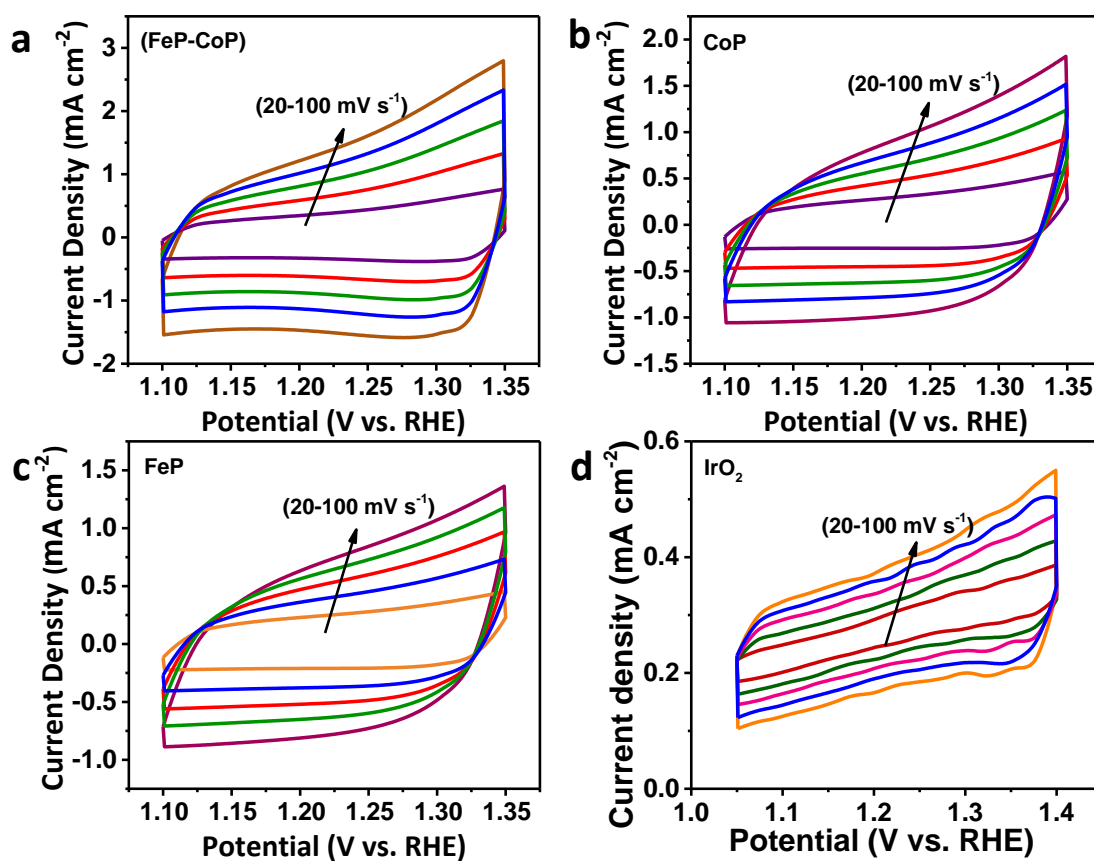 a
(FeP-CoP)
(20-100 mV s⁻¹)
3
2
1
0
-1
-2
1.10 1.15 1.20 1.25 1.30 1.35
Current Density (mA cm⁻²)
Potential (V vs. RHE)
b
CoP
(20-100 mV s⁻¹)
2.0
1.5
1.0
0.5
0.0
-0.5
-1.0
-1.5
1.10 1.15 1.20 1.25 1.30 1.35
Current Density (mA cm⁻²)
Potential (V vs. RHE)
c
FeP
(20-100 mV s⁻¹)
1.5
1.0
0.5
0.0
-0.5
-1.0
1.10 1.15 1.20 1.25 1.30 1.35
Current Density (mA cm⁻²)
Potential (V vs. RHE)
d
IrO₂
(20-100 mV s⁻¹)
0.6
0.4
0.2
0.0
1.0 1.1 1.2 1.3 1.4
Current density (mA cm⁻²)
Potential (V vs. RHE)